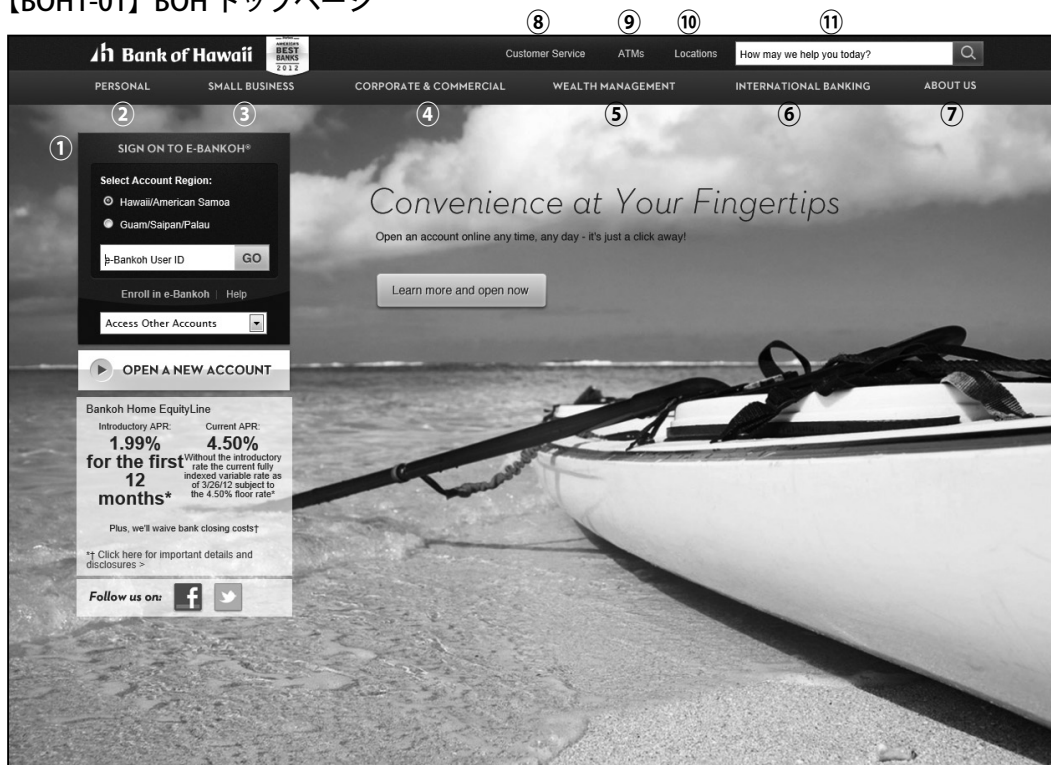 【BOH1-01】BOH トップページ
⑧ ⑨ ⑩ ⑪
Bank of Hawaii
AMERICA'S
BEST
BANKS
2012
Customer Service ATMs Locations How may we help you today?
PERSONAL SMALL BUSINESS CORPORATE & COMMERCIAL WEALTH MANAGEMENT INTERNATIONAL BANKING ABOUT US
② ③ ④ ⑤ ⑥ ⑦
①
SIGN ON TO E-BANKOH®
Select Account Region:
Hawaii/American Samoa
Guam/Saipan/Palau
e-Bankoh User ID GO
Enroll in e-Bankoh | Help
Access Other Accounts
OPEN A NEW ACCOUNT
Convenience at Your Fingertips
Open an account online any time, any day - it's just a click away!
Learn more and open now
Bankoh Home EquityLine
Introductory APR:
1.99%
for the first
12
months*
Current APR:
4.50%
Without the introductory
rate the current fully
indexed variable rate as
of 3/26/12 subject to
the 4.50% floor rate*
Plus, we'll waive bank closing costs†
*† Click here for important details and
disclosures >
Follow us on: